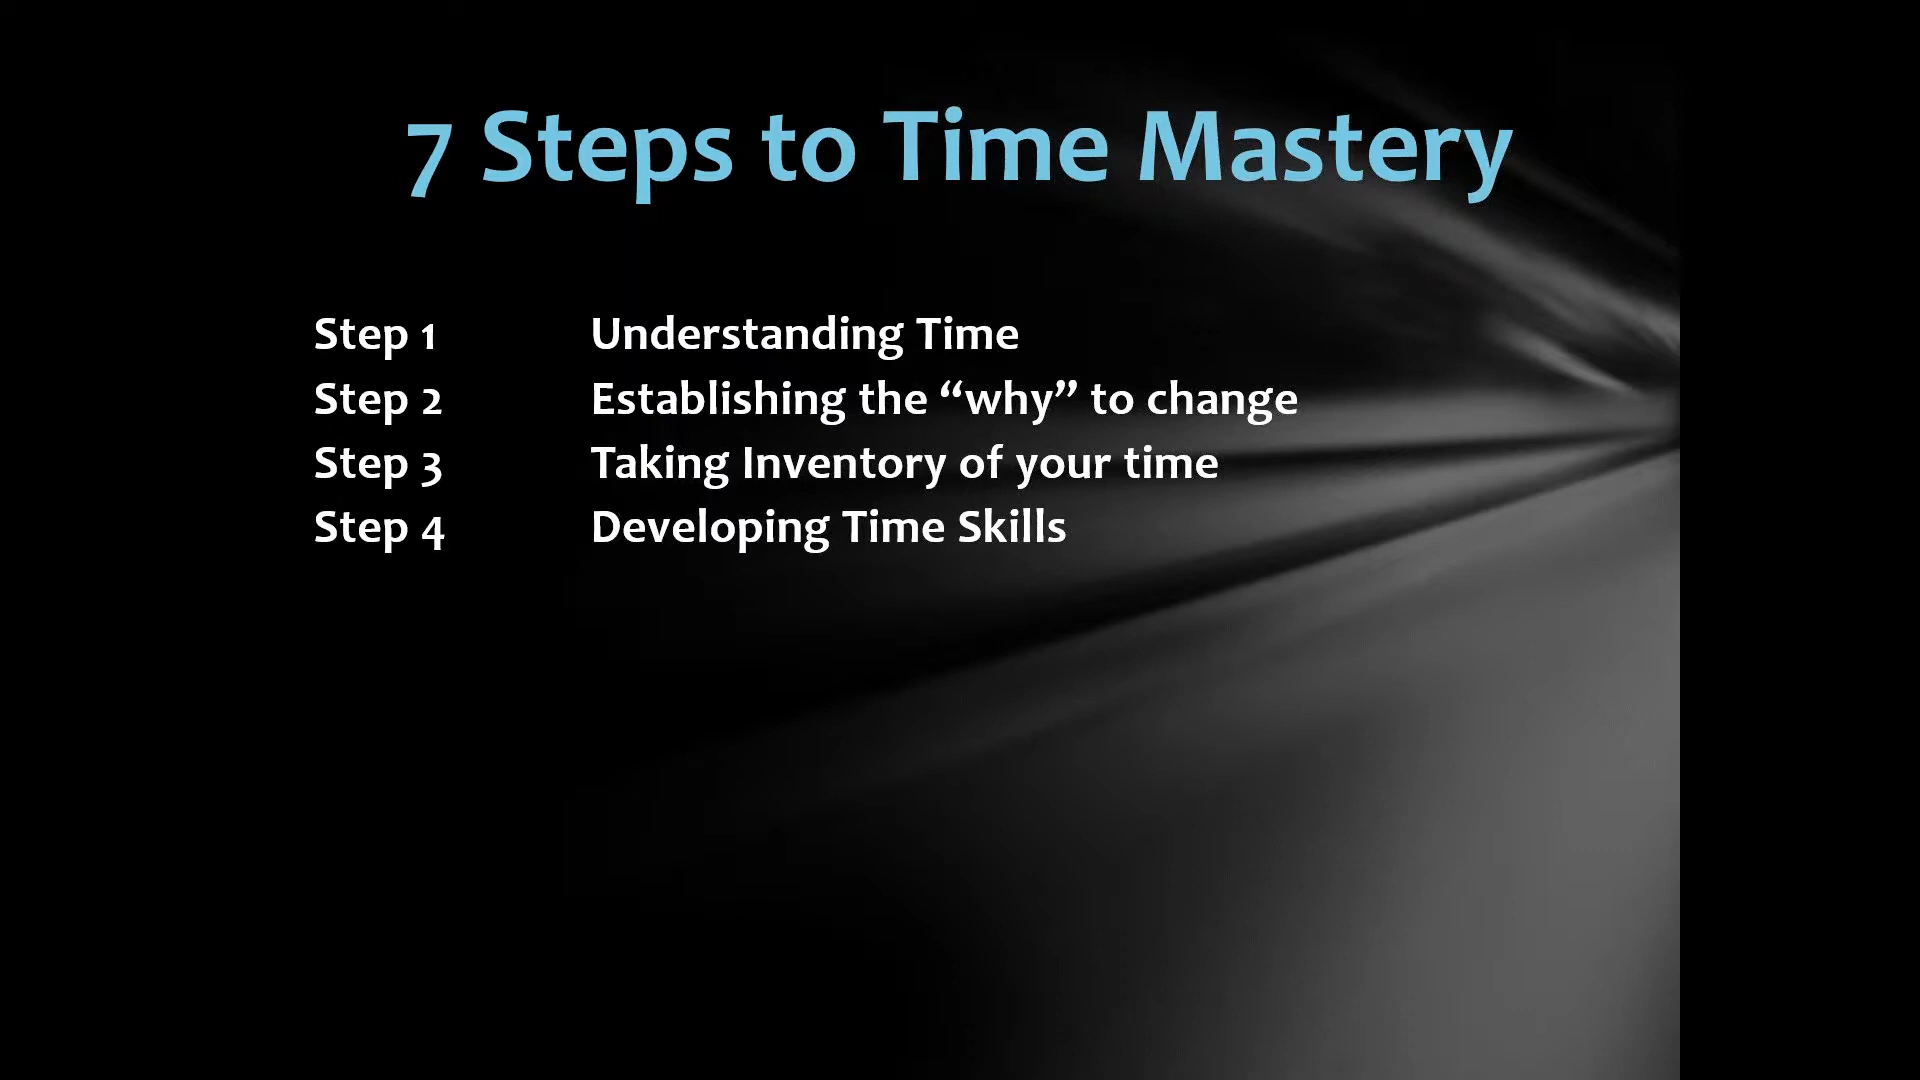 7 Steps to Time Mastery
Step 1 Understanding Time
Step 2 Establishing the “why” to change
Step 3 Taking Inventory of your time
Step 4 Developing Time Skills